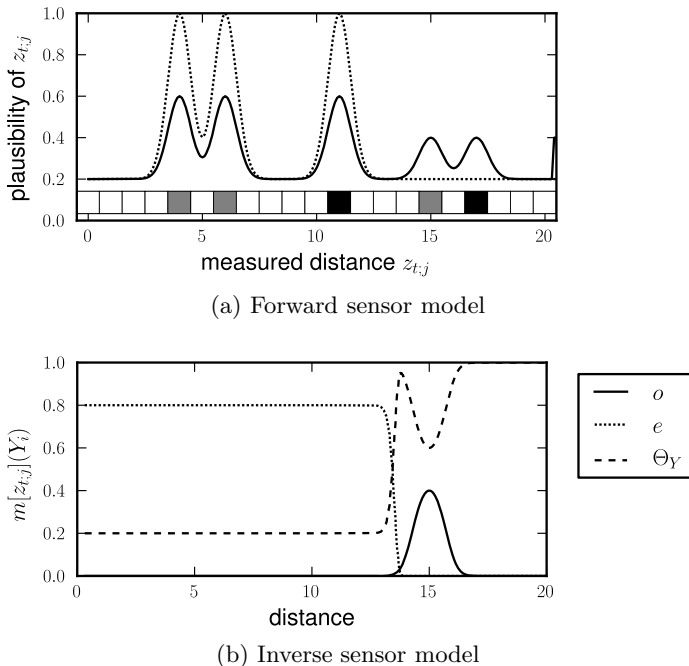 1.0
0.8
0.6
0.4
0.2
0.0
plausibility of z_{t;j}
0 5 10 15 20
measured distance z_{t;j}
(a) Forward sensor model
1.0
0.8
0.6
0.4
0.2
0.0
m[z_{t;j}](Y_i)
0 5 10 15 20
distance
o
e
Θ_Y
(b) Inverse sensor model